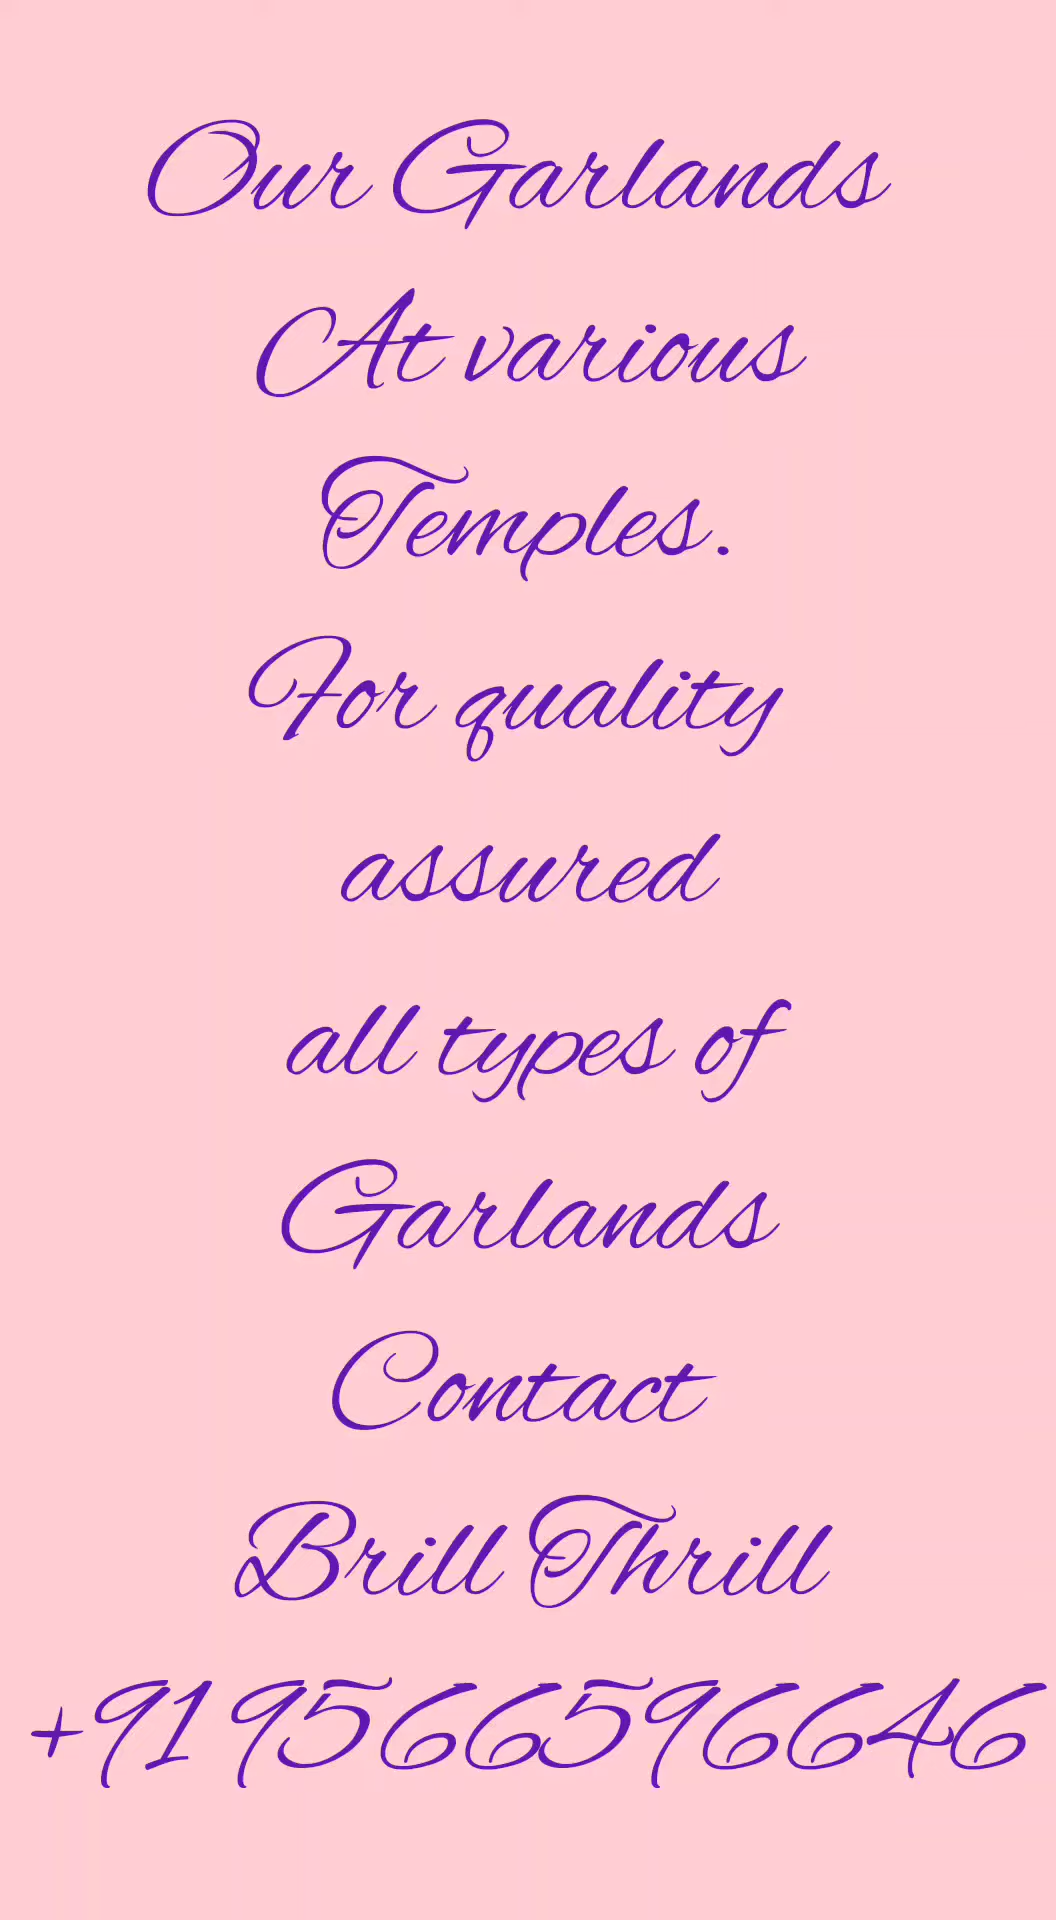 Our Garlands
At various
Temples.
For quality
assured
all types of
Garlands
Contact
Brill Thrill
+91 9566596646